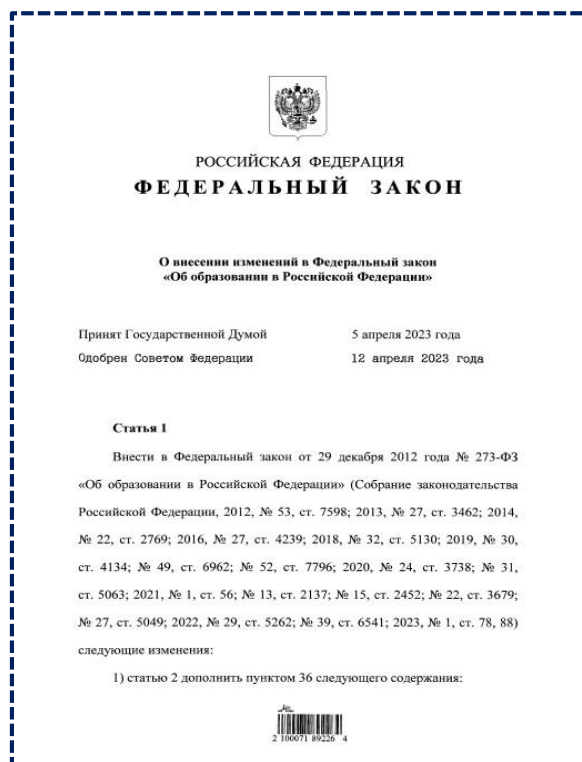 РОССИЙСКАЯ ФЕДЕРАЦИЯ
ФЕДЕРАЛЬНЫЙ ЗАКОН
О внесении изменений в Федеральный закон
«Об образовании в Российской Федерации»
Принят Государственной Думой 5 апреля 2023 года
Одобрен Советом Федерации 12 апреля 2023 года
Статья 1
Внести в Федеральный закон от 29 декабря 2012 года № 273-ФЗ
«Об образовании в Российской Федерации» (Собрание законодательства
Российской Федерации, 2012, № 53, ст. 7598; 2013, № 27, ст. 3462; 2014,
№ 22, ст. 2769; 2016, № 27, ст. 4239; 2018, № 32, ст. 5130; 2019, № 30,
ст. 4134; № 49, ст. 6962; № 52, ст. 7796; 2020, № 24, ст. 3738; № 31,
ст. 5063; 2021, № 1, ст. 56; № 13, ст. 2137; № 15, ст. 2452; № 22, ст. 3679;
№ 27, ст. 5049; 2022, № 29, ст. 5262; № 39, ст. 6541; 2023, № 1, ст. 78, 88)
следующие изменения:
1) статью 2 дополнить пунктом 36 следующего содержания:
2 100071 89226 4